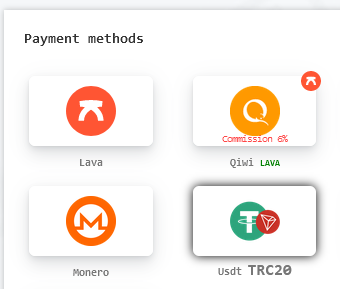 Payment methods
Commission 6%
Lava
Qiwi LAVA
Monero
Usdt TRC20